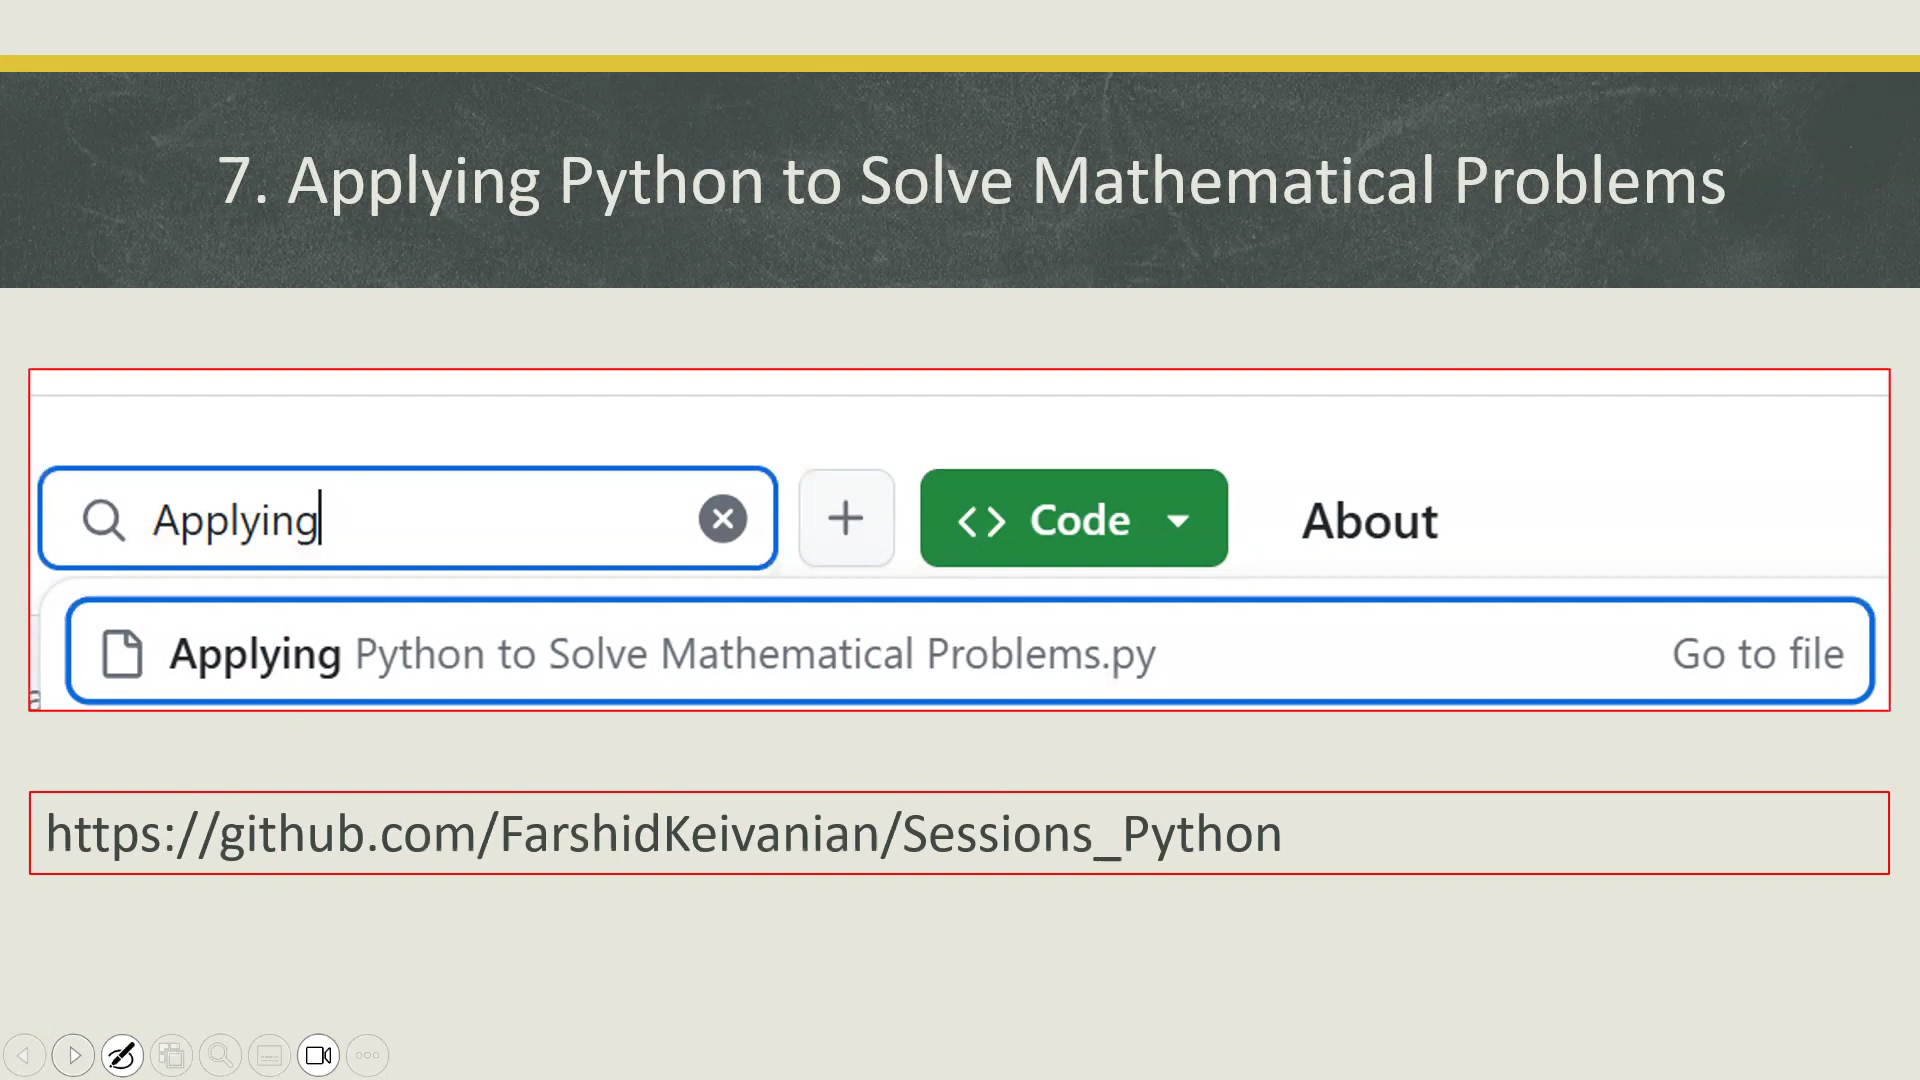 7. Applying Python to Solve Mathematical Problems
Applying
Code
About
Applying Python to Solve Mathematical Problems.py
Go to file
https://github.com/FarshidKeivanian/Sessions_Python